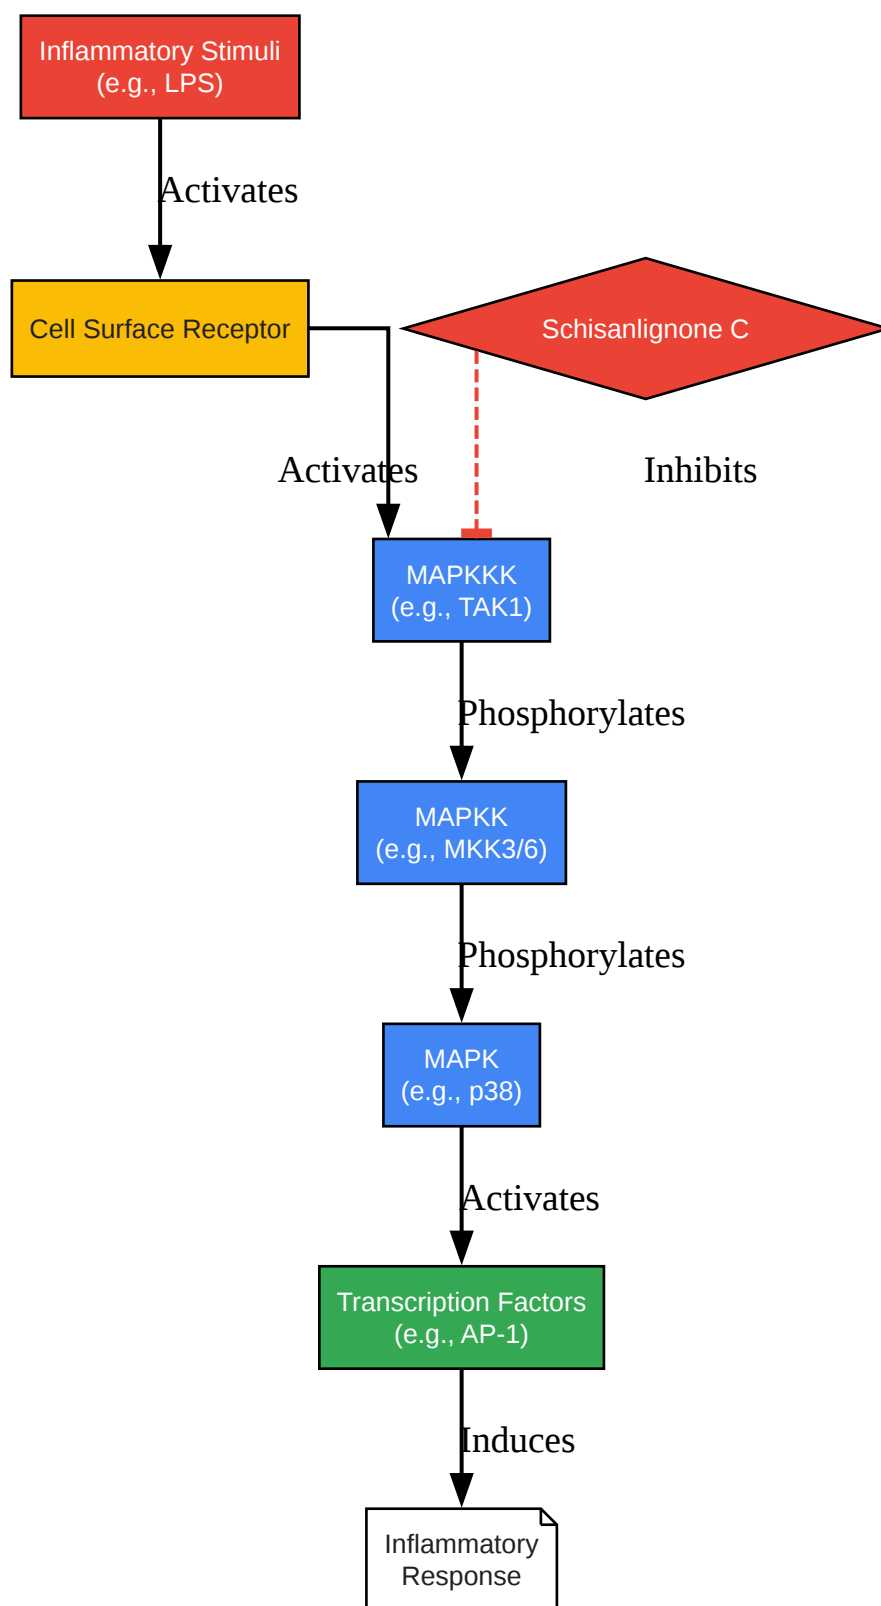 Inflammatory Stimuli
(e.g., LPS)
Activates
Cell Surface Receptor
Schisanlignone C
Activates
Inhibits
MAPKKK
(e.g., TAK1)
Phosphorylates
MAPKK
(e.g., MKK3/6)
Phosphorylates
MAPK
(e.g., p38)
Activates
Transcription Factors
(e.g., AP-1)
Induces
Inflammatory
Response